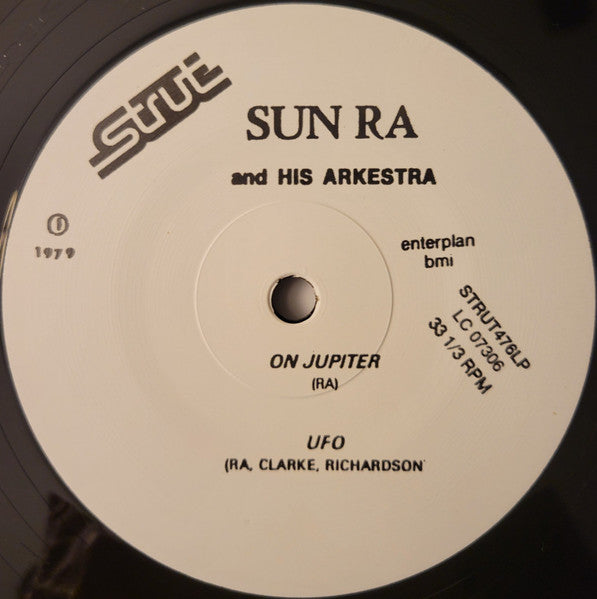 Strut
SUN RA
and HIS ARKESTRA
Ⓟ
1979
enterplan
bmi
STRUT476LP
LC 07306
33 1/3 RPM
ON JUPITER
(RA)
UFO
(RA, CLARKE, RICHARDSON